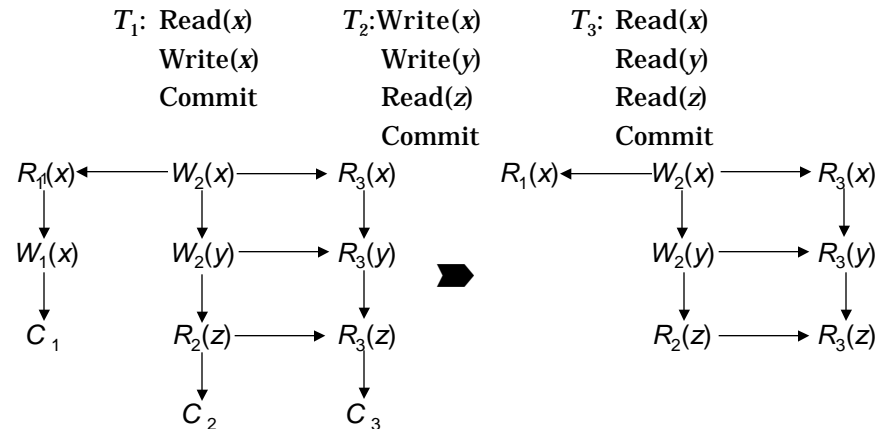 T1: Read(x) T2:Write(x) T3: Read(x)
Write(x) Write(y) Read(y)
Commit Read(z) Read(z)
Commit Commit
R1(x) W2(x) R3(x) R1(x) W2(x) R3(x)
W1(x) W2(y) R3(y) W2(y) R3(y)
C1 R2(z) R3(z) R2(z) R3(z)
C2 C3